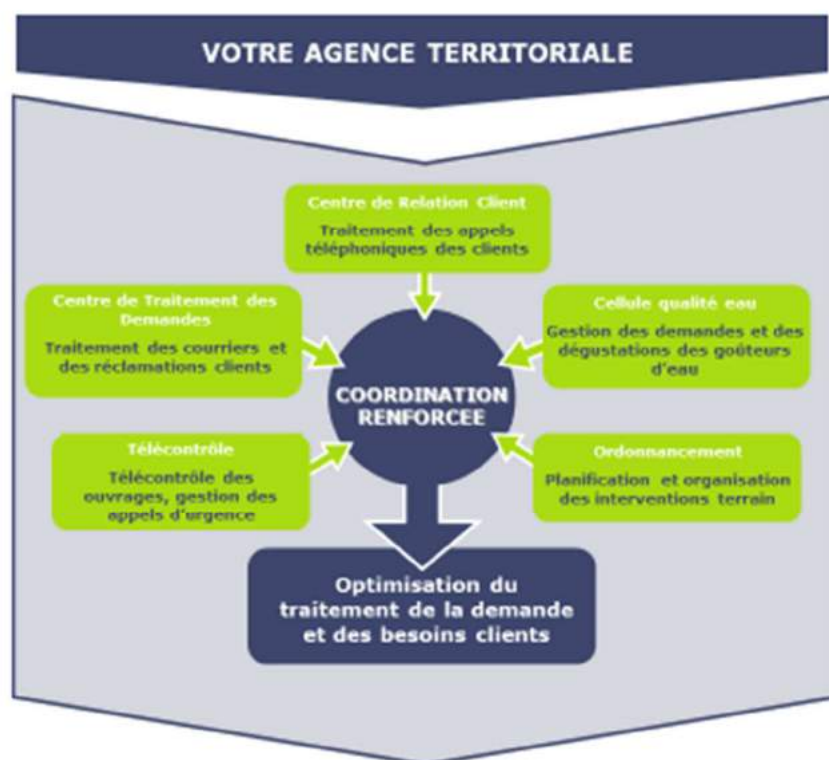 VOTRE AGENCE TERRITORIALE
Centre de Relation Client
Traitement des appels
téléphoniques des clients
Centre de Traitement des
Demandes
Traitement des courriers et
des réclamations clients
Cellule qualité eau
Gestion des demandes et des
dégustations des goûteurs
d'eau
COORDINATION
RENFORCEE
Télécontrôle
Télécontrôle des
ouvrages, gestion des
appels d'urgence
Ordonnancement
Planification et organisation
des interventions terrain
Optimisation du
traitement de la demande
et des besoins clients